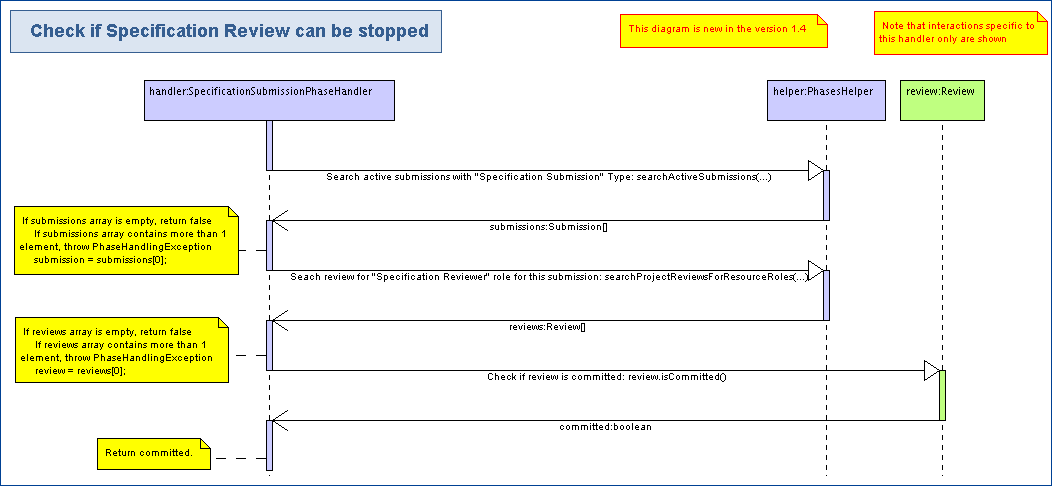 Check if Specification Review can be stopped
This diagram is new in the version 1.4
Note that interactions specific to
this handler only are shown
handler:SpecificationSubmissionPhaseHandler
helper:PhasesHelper
review:Review
Search active submissions with "Specification Submission" Type: searchActiveSubmissions(...)
If submissions array is empty, return false
If submissions array contains more than 1
element, throw PhaseHandlingException
submission = submissions[0];
submissions:Submission[]
Seach review for "Specification Reviewer" role for this submission: searchProjectReviewsForResourceRoles(...)
If reviews array is empty, return false
If reviews array contains more than 1
element, throw PhaseHandlingException
review = reviews[0];
reviews:Review[]
Check if review is committed: review.isCommitted()
committed:boolean
Return committed.